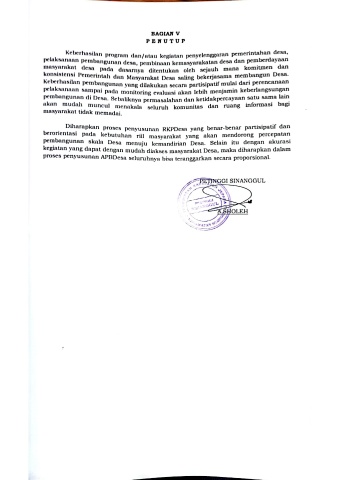 BAGIAN V
P E N U T U P
Keberhasilan program dan/atau kegiatan penyelenggaraan pemerintahan desa,
pelaksanaan pembangunan desa, pembinaan kemasyarakatan desa dan pemberdayaan
masyarakat desa pada dasarnya ditentukan oleh sejauh mana komitmen dan
konsistensi Pemerintah dan Masyarakat Desa saling bekerjasama membangun Desa.
Keberhasilan pembangunan yang dilakukan secara partisipatif mulai dari perencanaan
pelaksanaan sampai pada monitoring evaluasi akan lebih menjamin keberlangsungan
pembangunan di Desa. Sebaliknya permasalahan dan ketidakpercayaan satu sama lain
akan mudah muncul manakala seluruh komunitas dan ruang informasi bagi
masyarakat tidak memadai.
Diharapkan proses penyusunan RKPDesa yang benar-benar partisipatif dan
berorientasi pada kebutuhan riil masyarakat yang akan mendorong percepatan
pembangunan skala Desa menuju kemandirian Desa. Selain itu dengan akurasi
kegiatan yang dapat dengan mudah diakses masyarakat Desa, maka diharapkan dalam
proses penyusunan APBDesa seluruhnya bisa teranggarkan secara proporsional.
PETINGGI SINANGGUL
A.SHOLEH